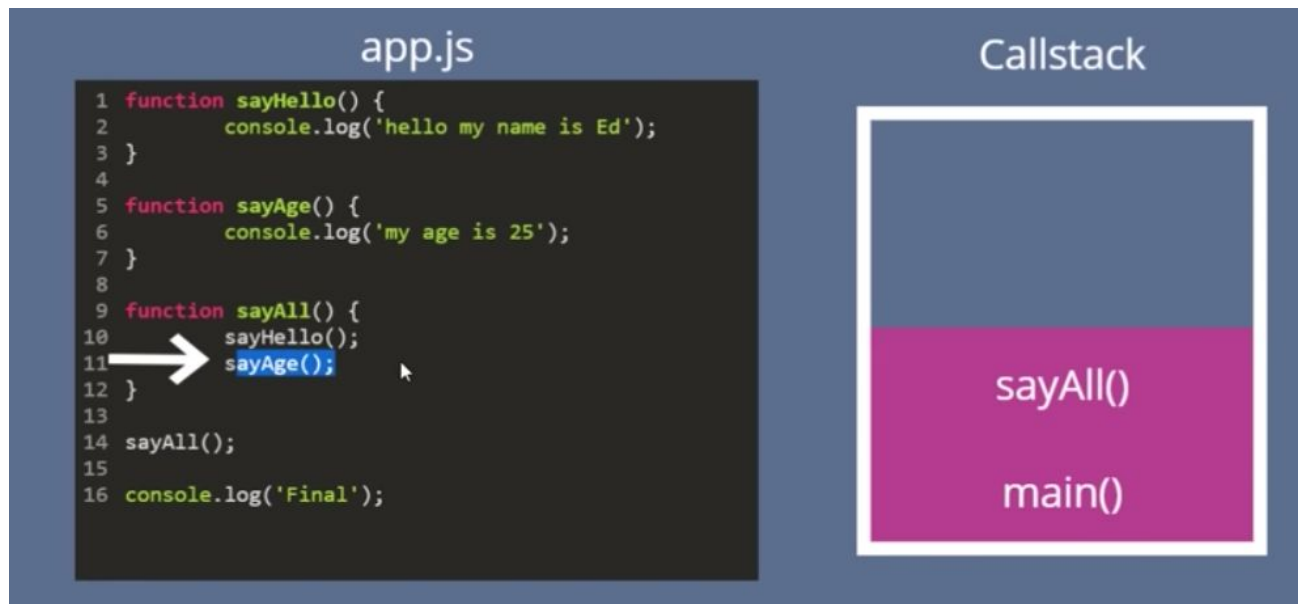 app.js
1 function sayHello() {
2 console.log('hello my name is Ed');
3 }
4
5 function sayAge() {
6 console.log('my age is 25');
7 }
8
9 function sayAll() {
10 sayHello();
11 sayAge();
12 }
13
14 sayAll();
15
16 console.log('Final');
Callstack
sayAll()
main()